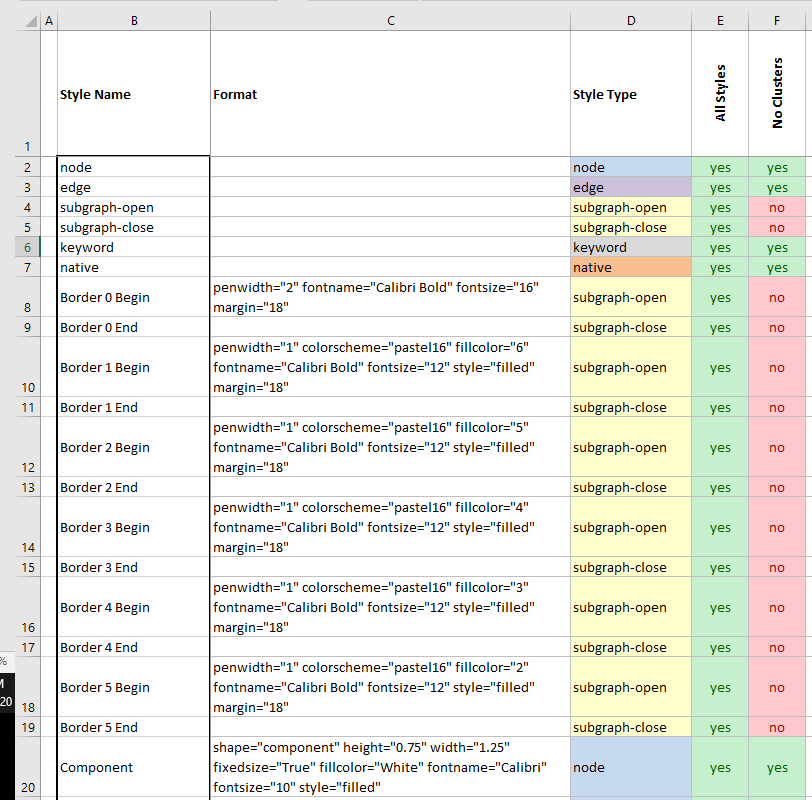 A B C D E F
1 Style Name Format Style Type All Styles No Clusters
2 node node yes yes
3 edge edge yes yes
4 subgraph-open subgraph-open yes no
5 subgraph-close subgraph-close yes no
6 keyword keyword yes yes
7 native native yes yes
penwidth="2" fontname="Calibri Bold" fontsize="16"
8 Border 0 Begin subgraph-open yes no
margin="18"
9 Border 0 End subgraph-close yes no
penwidth="1" colorscheme="pastel16" fillcolor="6"
10 Border 1 Begin fontname="Calibri Bold" fontsize="12" style="filled" subgraph-open yes no
margin="18"
11 Border 1 End subgraph-close yes no
penwidth="1" colorscheme="pastel16" fillcolor="5"
12 Border 2 Begin fontname="Calibri Bold" fontsize="12" style="filled" subgraph-open yes no
margin="18"
13 Border 2 End subgraph-close yes no
penwidth="1" colorscheme="pastel16" fillcolor="4"
14 Border 3 Begin fontname="Calibri Bold" fontsize="12" style="filled" subgraph-open yes no
margin="18"
15 Border 3 End subgraph-close yes no
penwidth="1" colorscheme="pastel16" fillcolor="3"
16 Border 4 Begin fontname="Calibri Bold" fontsize="12" style="filled" subgraph-open yes no
margin="18"
17 Border 4 End subgraph-close yes no
%
penwidth="1" colorscheme="pastel16" fillcolor="2"
M
18 Border 5 Begin fontname="Calibri Bold" fontsize="12" style="filled" subgraph-open yes no
20
margin="18"
19 Border 5 End subgraph-close yes no
shape="component" height="0.75" width="1.25"
20 Component fixedsize="True" fillcolor="White" fontname="Calibri" node yes yes
fontsize="10" style="filled"